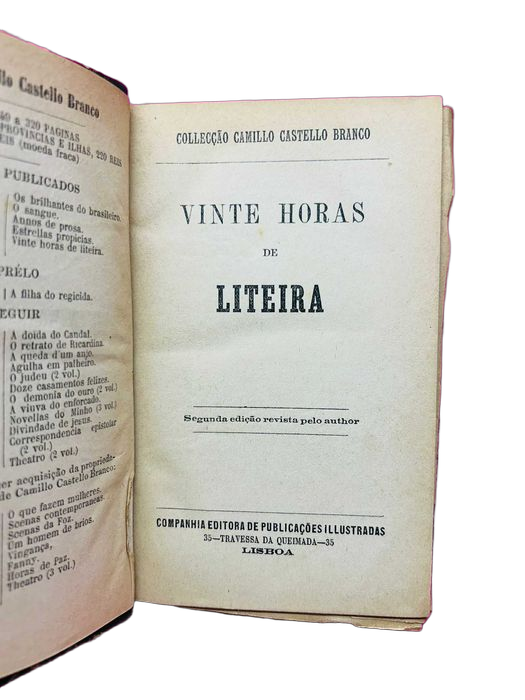 llo Castello Branco
40 a 320 PAGINAS
PROVINCIAS E ILHAS, 220 REIS
EIS (moeda fraca)
PUBLICADOS
Os brilhantes do brasileiro.
O sangue.
Annos de prosa.
Estrellas propicias.
Vinte horas de liteira.
PRÉLO
A filha do regicida.
EGUIR
A doida do Candal.
O retrato de Ricardina.
A queda d'um anjo.
Agulha em palheiro.
O judeu (2 vol.)
Doze casamentos felizes.
O demonia do ouro (2 vol.)
A viuva do enforcado.
Novellas do Minho (3 vol.)
Divindade de jesus.
Correspondencia epistolar
(2 vol.)
Theatro (2 vol.)
er acquisição da proprieda-
de Camillo Castello Branco:
O que fazem mulheres.
Scenas contemporaneas.
Scenas da Foz.
Um homem de brios.
Vingança.
Fanny.
Horas de Paz.
Theatro (3 vol.)
COLLECÇÃO CAMILLO CASTELLO BRANCO
VINTE HORAS
DE
LITEIRA
Segunda edição revista pelo author
COMPANHIA EDITORA DE PUBLICAÇÕES ILLUSTRADAS
35—TRAVESSA DA QUEIMADA—35
LISBOA